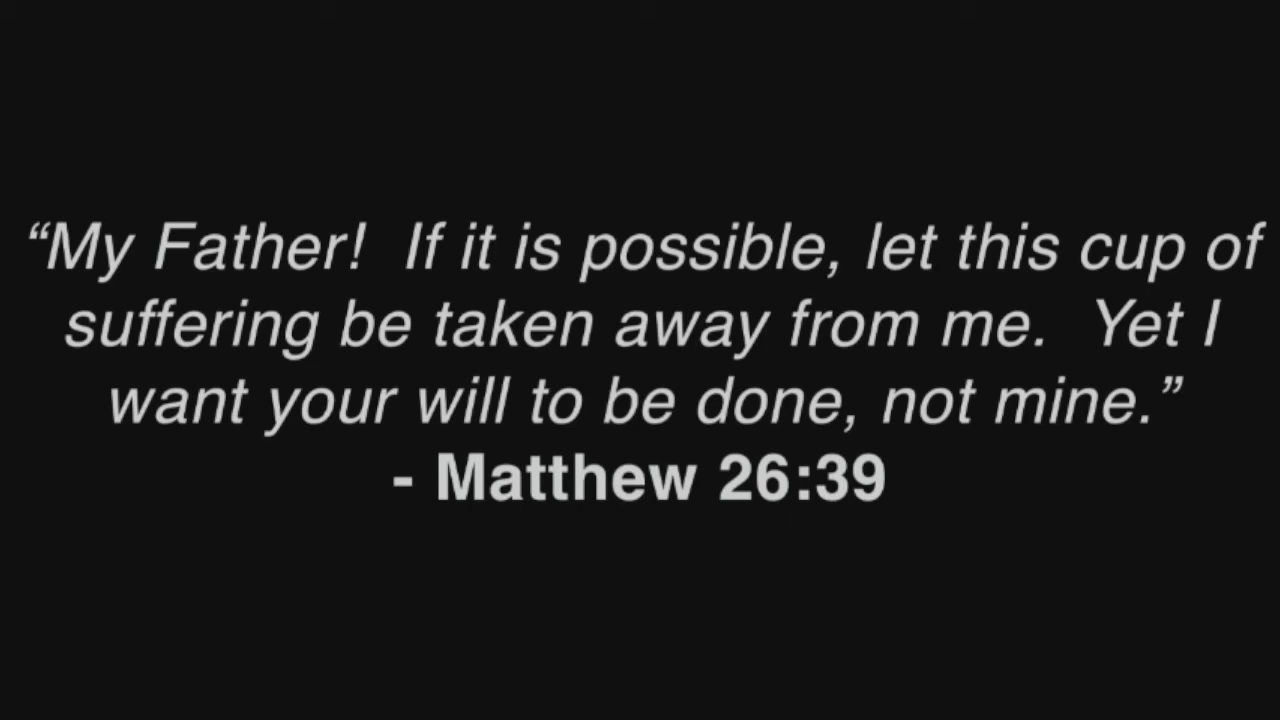 “My Father!  If it is possible, let this cup of
suffering be taken away from me.  Yet I
want your will to be done, not mine.”
- Matthew 26:39